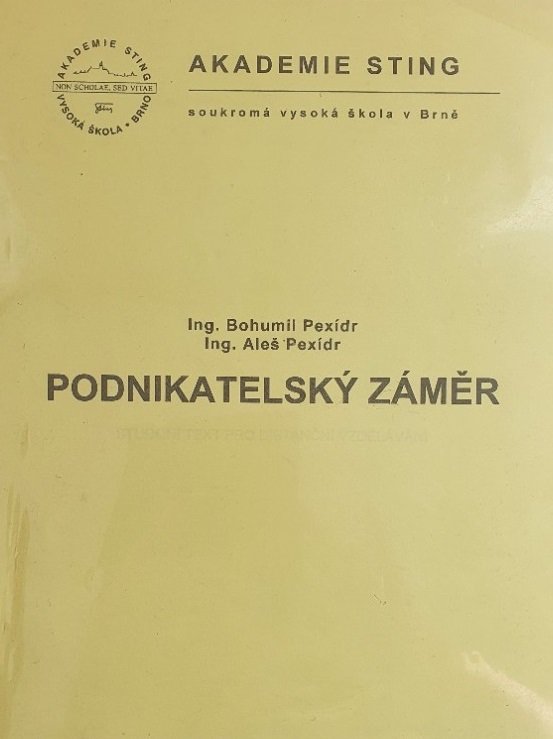 AKADEMIE STING
NON SCHOLAE, SED VITAE
VYSOKÁ ŠKOLA • BRNO
AKADEMIE STING
soukromá vysoká škola v Brně
Ing. Bohumil Pexídr
Ing. Aleš Pexídr
PODNIKATELSKÝ ZÁMĚR